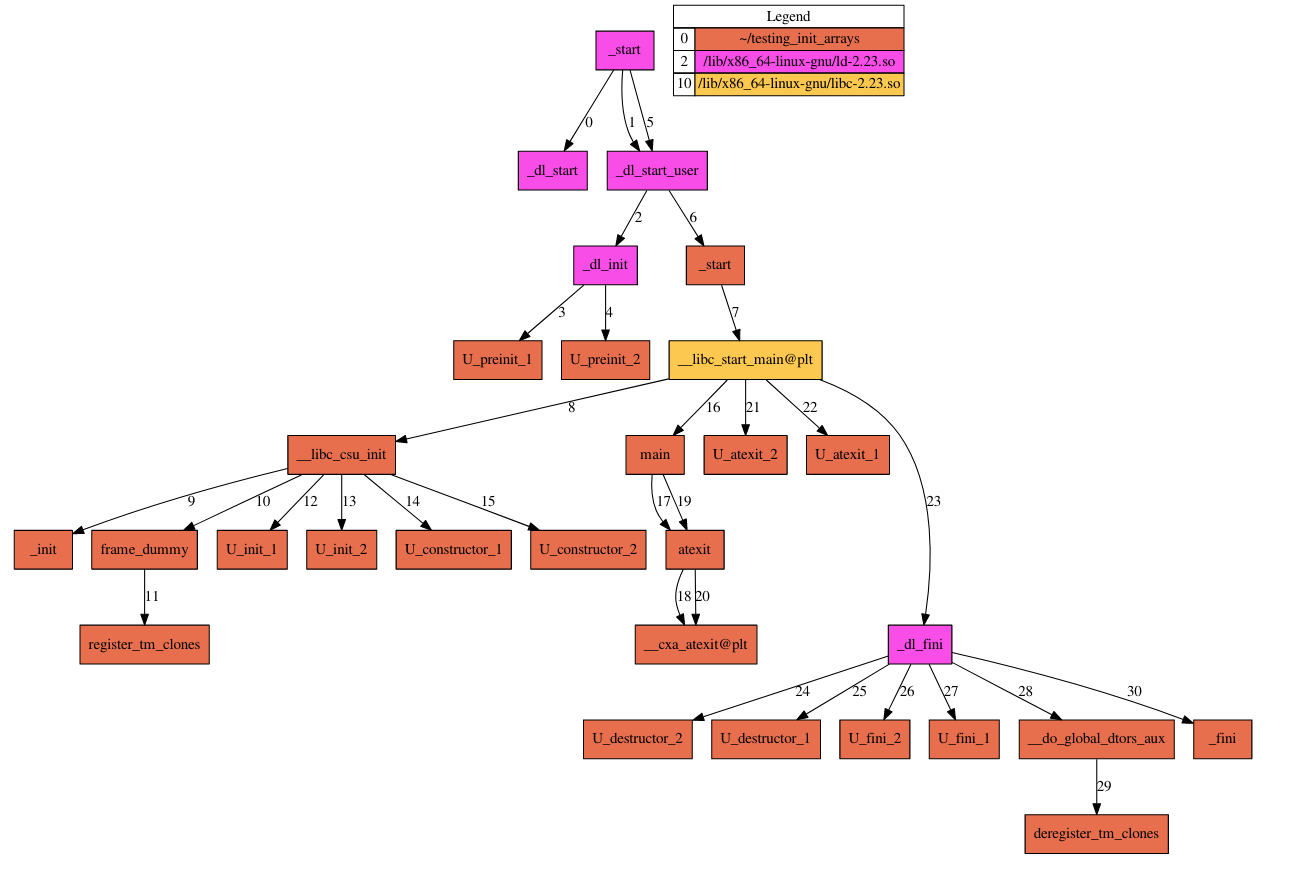 Legend
0 ~/testing_init_arrays
2 /lib/x86_64-linux-gnu/ld-2.23.so
10 /lib/x86_64-linux-gnu/libc-2.23.so
_start
0 1 5
_dl_start _dl_start_user
2 6
_dl_init _start
3 4 7
U_preinit_1 U_preinit_2 __libc_start_main@plt
8 16 21 22
__libc_csu_init main U_atexit_2 U_atexit_1
9 10 12 13 14 15 17 19 23
_init frame_dummy U_init_1 U_init_2 U_constructor_1 U_constructor_2 atexit
11 18 20
register_tm_clones __cxa_atexit@plt _dl_fini
24 25 26 27 28 30
U_destructor_2 U_destructor_1 U_fini_2 U_fini_1 __do_global_dtors_aux _fini
29
deregister_tm_clones